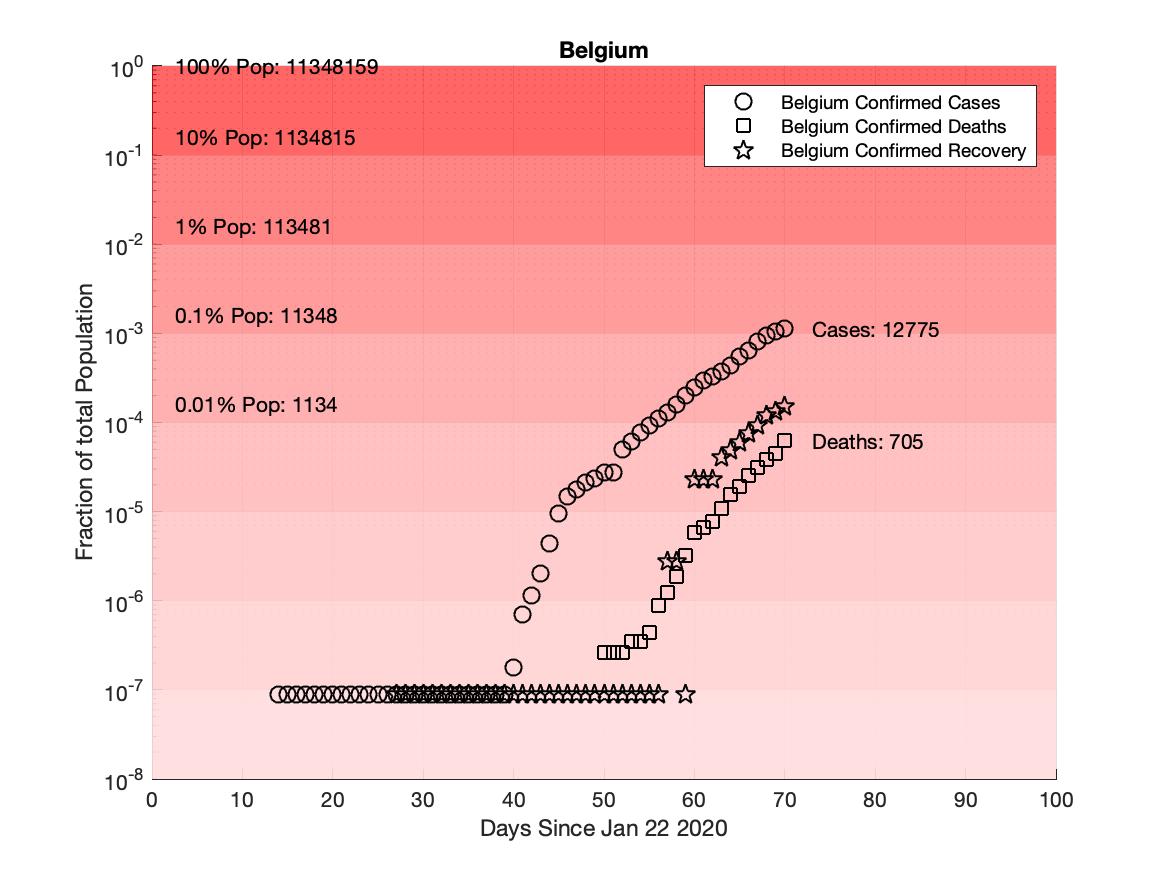 Belgium
10^0
10^-1
10^-2
10^-3
10^-4
10^-5
10^-6
10^-7
10^-8
Fraction of total Population
100% Pop: 11348159
10% Pop: 1134815
1% Pop: 113481
0.1% Pop: 11348
0.01% Pop: 1134
Belgium Confirmed Cases
Belgium Confirmed Deaths
Belgium Confirmed Recovery
Cases: 12775
Deaths: 705
0 10 20 30 40 50 60 70 80 90 100
Days Since Jan 22 2020